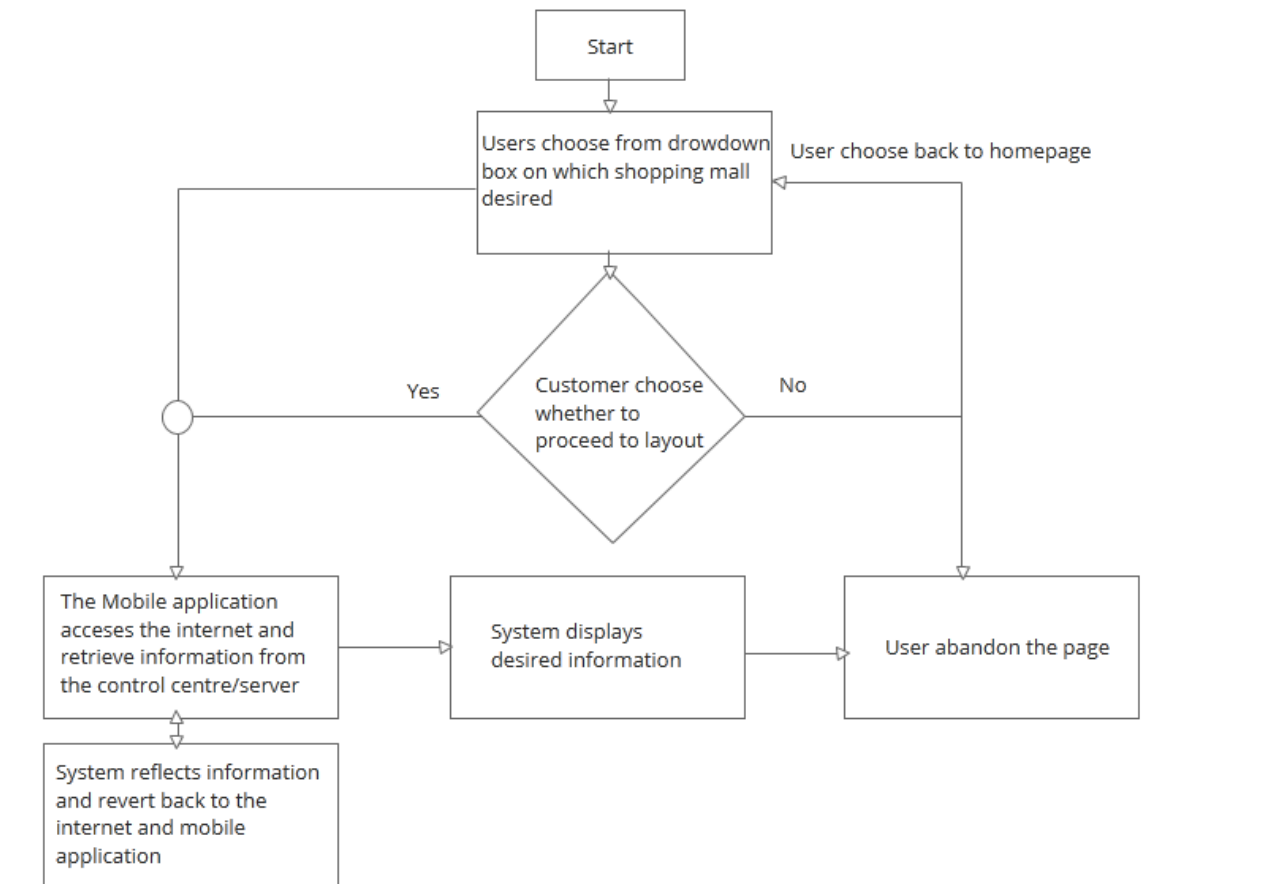 Start
Users choose from drowdown
box on which shopping mall
desired
User choose back to homepage
Yes
Customer choose
whether to
proceed to layout
No
The Mobile application
acceses the internet and
retrieve information from
the control centre/server
System displays
desired information
User abandon the page
System reflects information
and revert back to the
internet and mobile
application